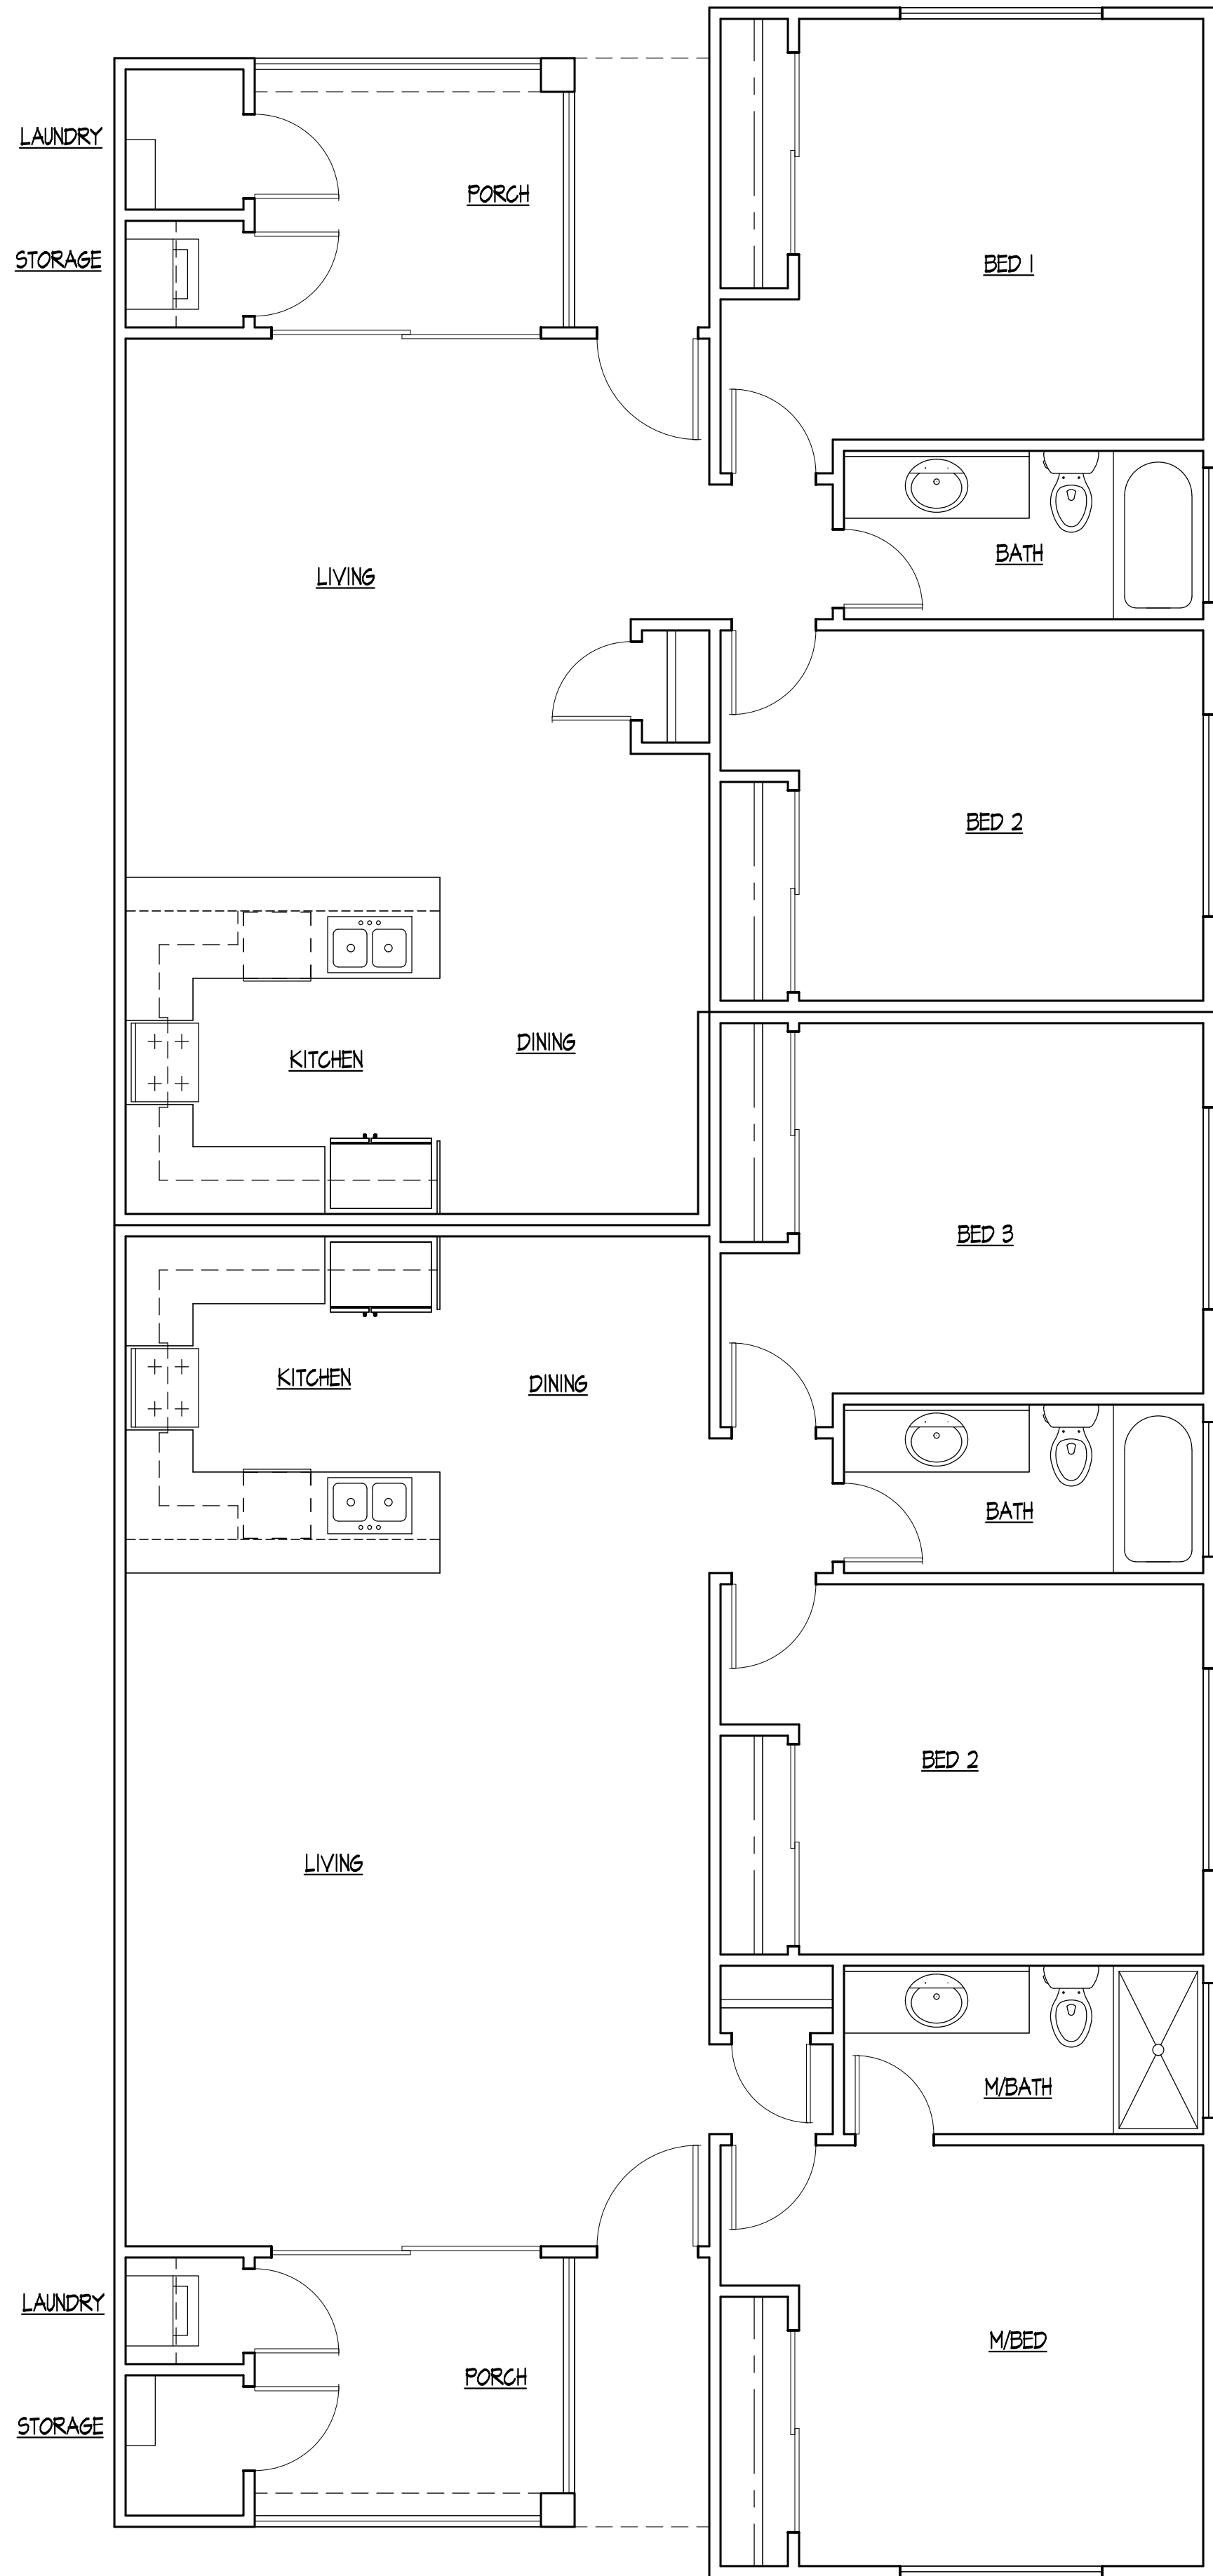 LAUNDRY
PORCH
STORAGE
BED 1
BATH
LIVING
BED 2
DINING
KITCHEN
BED 3
KITCHEN
DINING
BATH
BED 2
LIVING
M/BATH
LAUNDRY
M/BED
PORCH
STORAGE